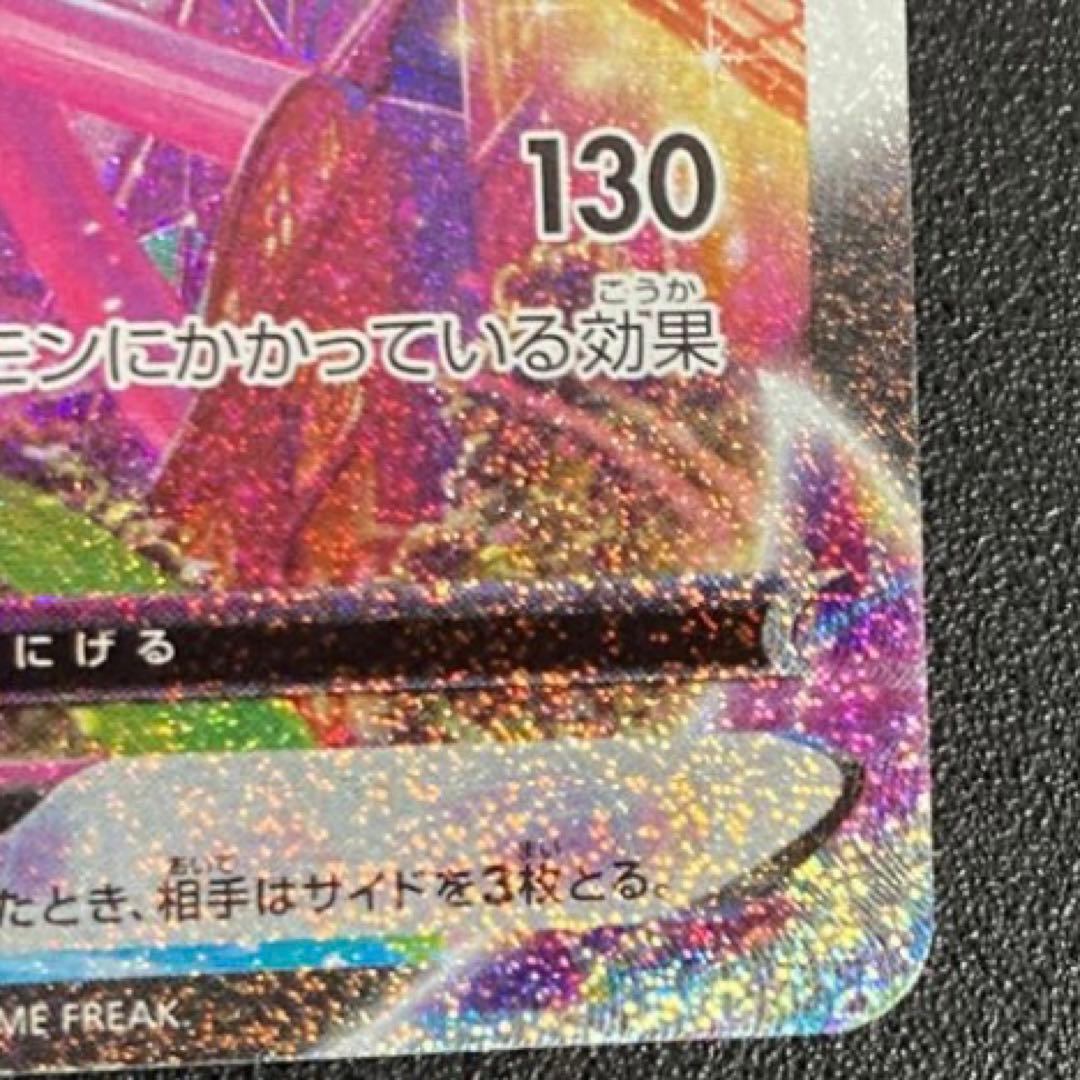 130
こうか
モンにかかっている効果
にげる
あいて まい
たとき、相手はサイドを3枚とる。
ME FREAK.